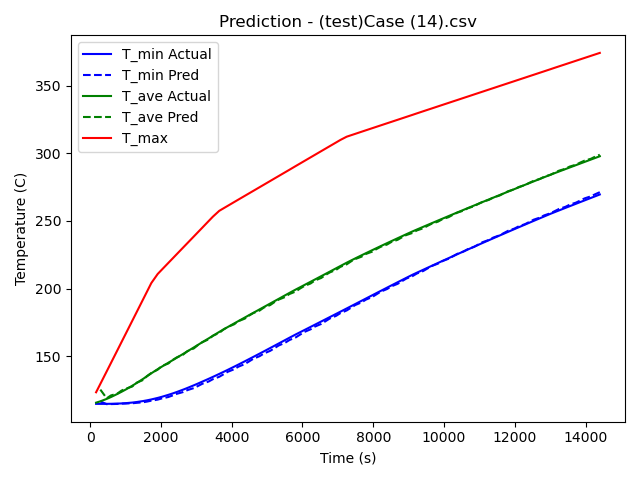 Prediction - (test)Case (14).csv
T_min Actual
T_min Pred
T_ave Actual
T_ave Pred
T_max
Temperature (C)
350
300
250
200
150
0 2000 4000 6000 8000 10000 12000 14000
Time (s)